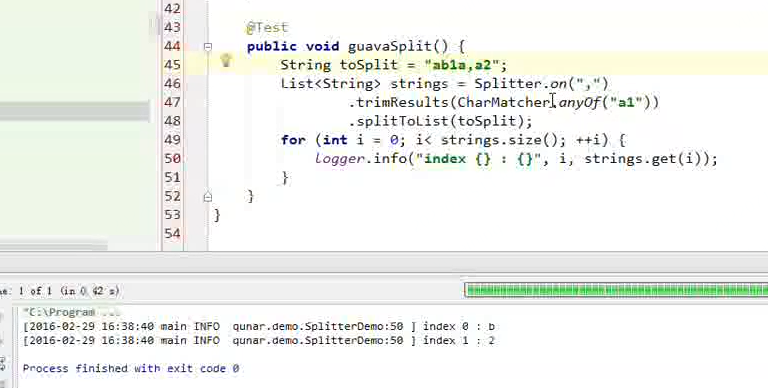 42
43 @Test
44 public void guavaSplit() {
45 String toSplit = "ab1a,a2";
46 List<String> strings = Splitter.on(",")
47 .trimResults(CharMatcher.anyOf("a1"))
48 .splitToList(toSplit);
49 for (int i = 0; i< strings.size(); ++i) {
50 logger.info("index {} : {}", i, strings.get(i));
51 }
52 }
53 }
54
1 of 1 (in 0.42 s)
"C:\Program ...
[2016-02-29 16:38:40 main INFO qunar.demo.SplitterDemo:50 ] index 0 : b
[2016-02-29 16:38:40 main INFO qunar.demo.SplitterDemo:50 ] index 1 : 2
Process finished with exit code 0